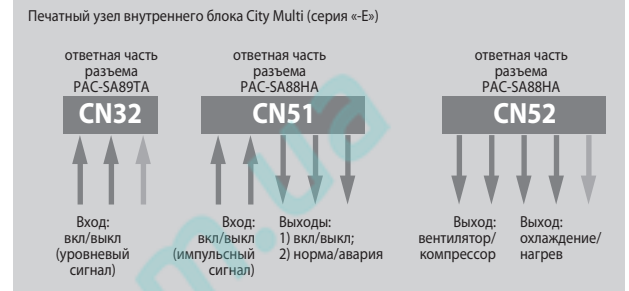 Печатный узел внутреннего блока City Multi (серия «-E»)
ответная часть
разъема
PAC-SA89TA
CN32
Вход:
вкл/выкл
(уровневый
сигнал)
ответная часть
разъема
PAC-SA88HA
CN51
Вход:
вкл/выкл
(импульсный
сигнал)
Выходы:
1) вкл/выкл;
2) норма/авария
ответная часть
разъема
PAC-SA88HA
CN52
Выход:
вентилятор/
компрессор
Выход:
охлаждение/
нагрев
m.ua